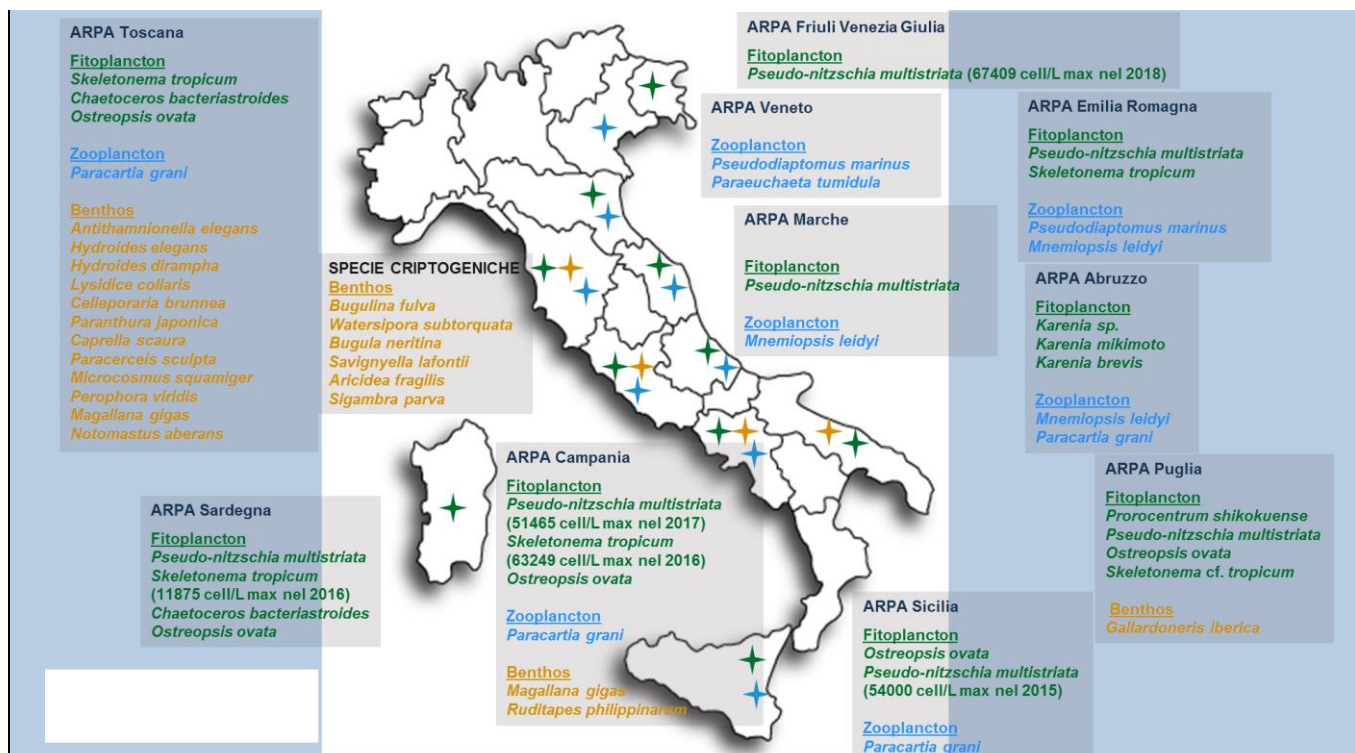 ARPA Toscana
Fitoplancton
Skeletonema tropicum
Chaetoceros bacteriastroides
Ostreopsis ovata
Zooplancton
Paracartia grani
Benthos
Antithamnionella elegans
Hydroides elegans
Hydroides dirampha
Lysidice collaris
Celleporaria brunnea
Paranthura japonica
Caprella scaura
Paracerceis sculpta
Microcosmus squamiger
Perophora viridis
Magallana gigas
Notomastus aberans
SPECIE CRIPTOGENICHE
Benthos
Bugulina fulva
Watersipora subtorquata
Bugula neritina
Savignyella lafontii
Aricidea fragilis
Sigambra parva
ARPA Friuli Venezia Giulia
Fitoplancton
Pseudo-nitzschia multistriata (67409 cell/L max nel 2018)
ARPA Veneto
Zooplancton
Pseudodiaptomus marinus
Paraeuchaeta tumidula
ARPA Emilia Romagna
Fitoplancton
Pseudo-nitzschia multistriata
Skeletonema tropicum
Zooplancton
Pseudodiaptomus marinus
Mnemiopsis leidyi
ARPA Marche
Fitoplancton
Pseudo-nitzschia multistriata
Zooplancton
Mnemiopsis leidyi
ARPA Abruzzo
Fitoplancton
Karenia sp.
Karenia mikimoto
Karenia brevis
Zooplancton
Mnemiopsis leidyi
Paracartia grani
ARPA Sardegna
Fitoplancton
Pseudo-nitzschia multistriata
Skeletonema tropicum
(11875 cell/L max nel 2016)
Chaetoceros bacteriastroides
Ostreopsis ovata
ARPA Campania
Fitoplancton
Pseudo-nitzschia multistriata
(51465 cell/L max nel 2017)
Skeletonema tropicum
(63249 cell/L max nel 2016)
Ostreopsis ovata
Zooplancton
Paracartia grani
Benthos
Magallana gigas
Ruditapes philippinarum
ARPA Puglia
Fitoplancton
Prorocentrum shikokuense
Pseudo-nitzschia multistriata
Ostreopsis ovata
Skeletonema cf. tropicum
Benthos
Gallardoneris iberica
ARPA Sicilia
Fitoplancton
Ostreopsis ovata
Pseudo-nitzschia multistriata
(54000 cell/L max nel 2015)
Zooplancton
Paracartia grani